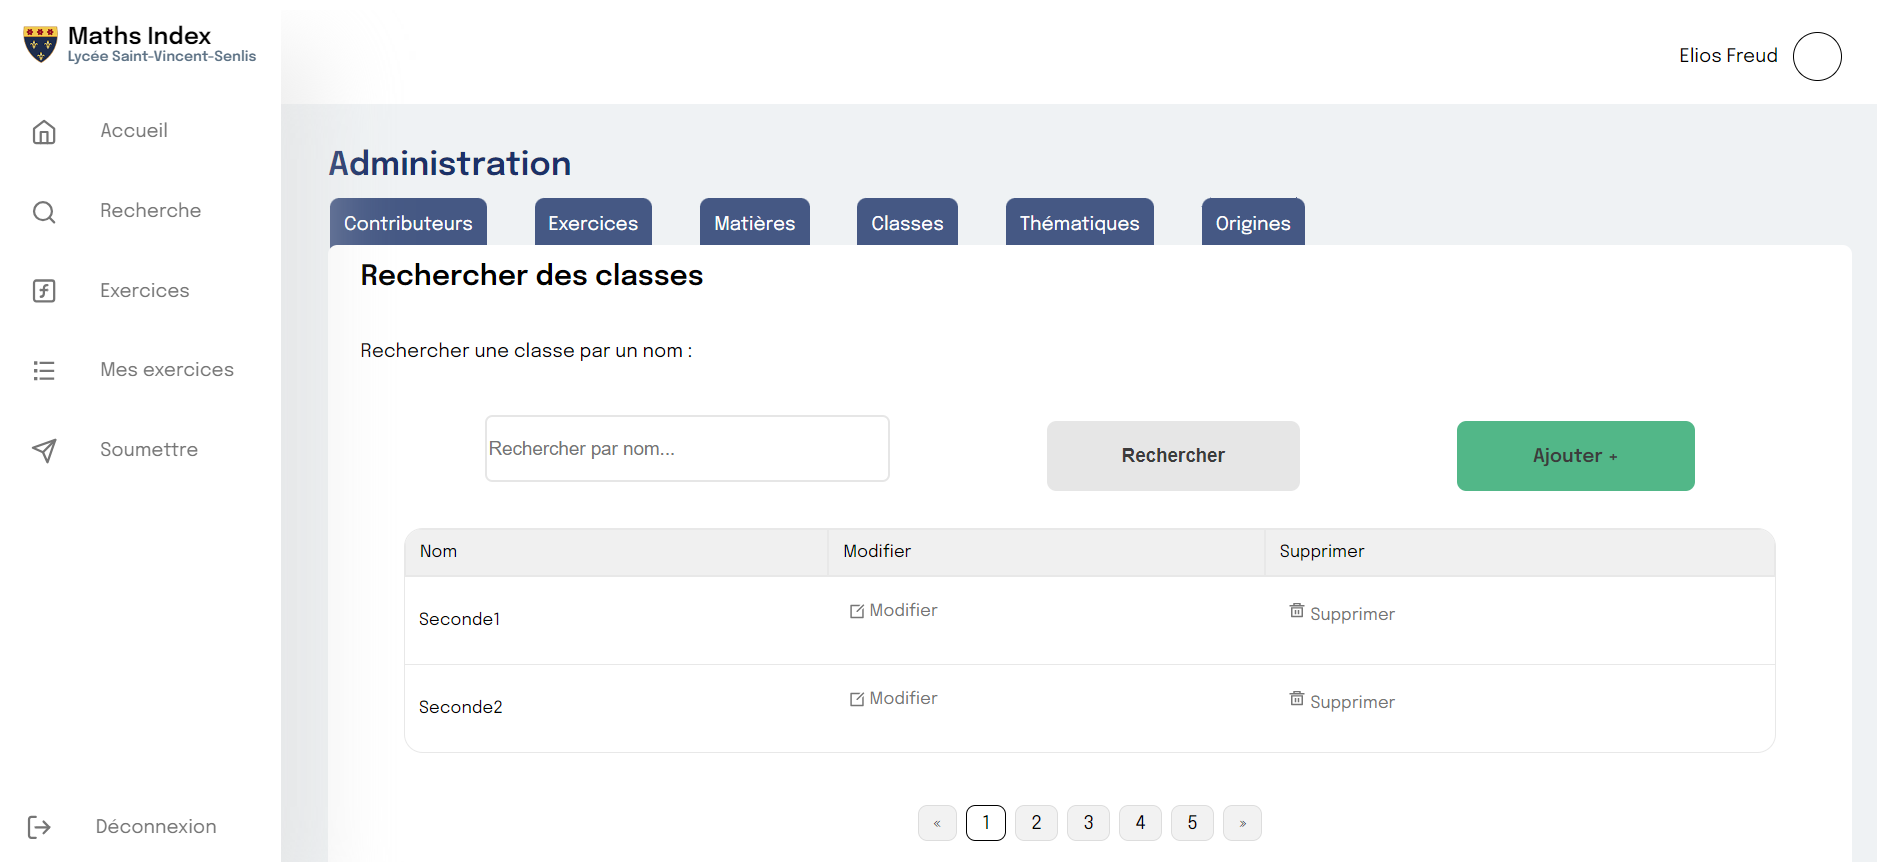 Maths Index
Lycée Saint-Vincent-Senlis
Elios Freud
Accueil
Recherche
Exercices
Mes exercices
Soumettre
Déconnexion
Administration
Contributeurs Exercices Matières Classes Thématiques Origines
Rechercher des classes
Rechercher une classe par un nom :
Rechercher par nom... Rechercher Ajouter +
Nom Modifier Supprimer
Seconde1 Modifier Supprimer
Seconde2 Modifier Supprimer
« 1 2 3 4 5 »